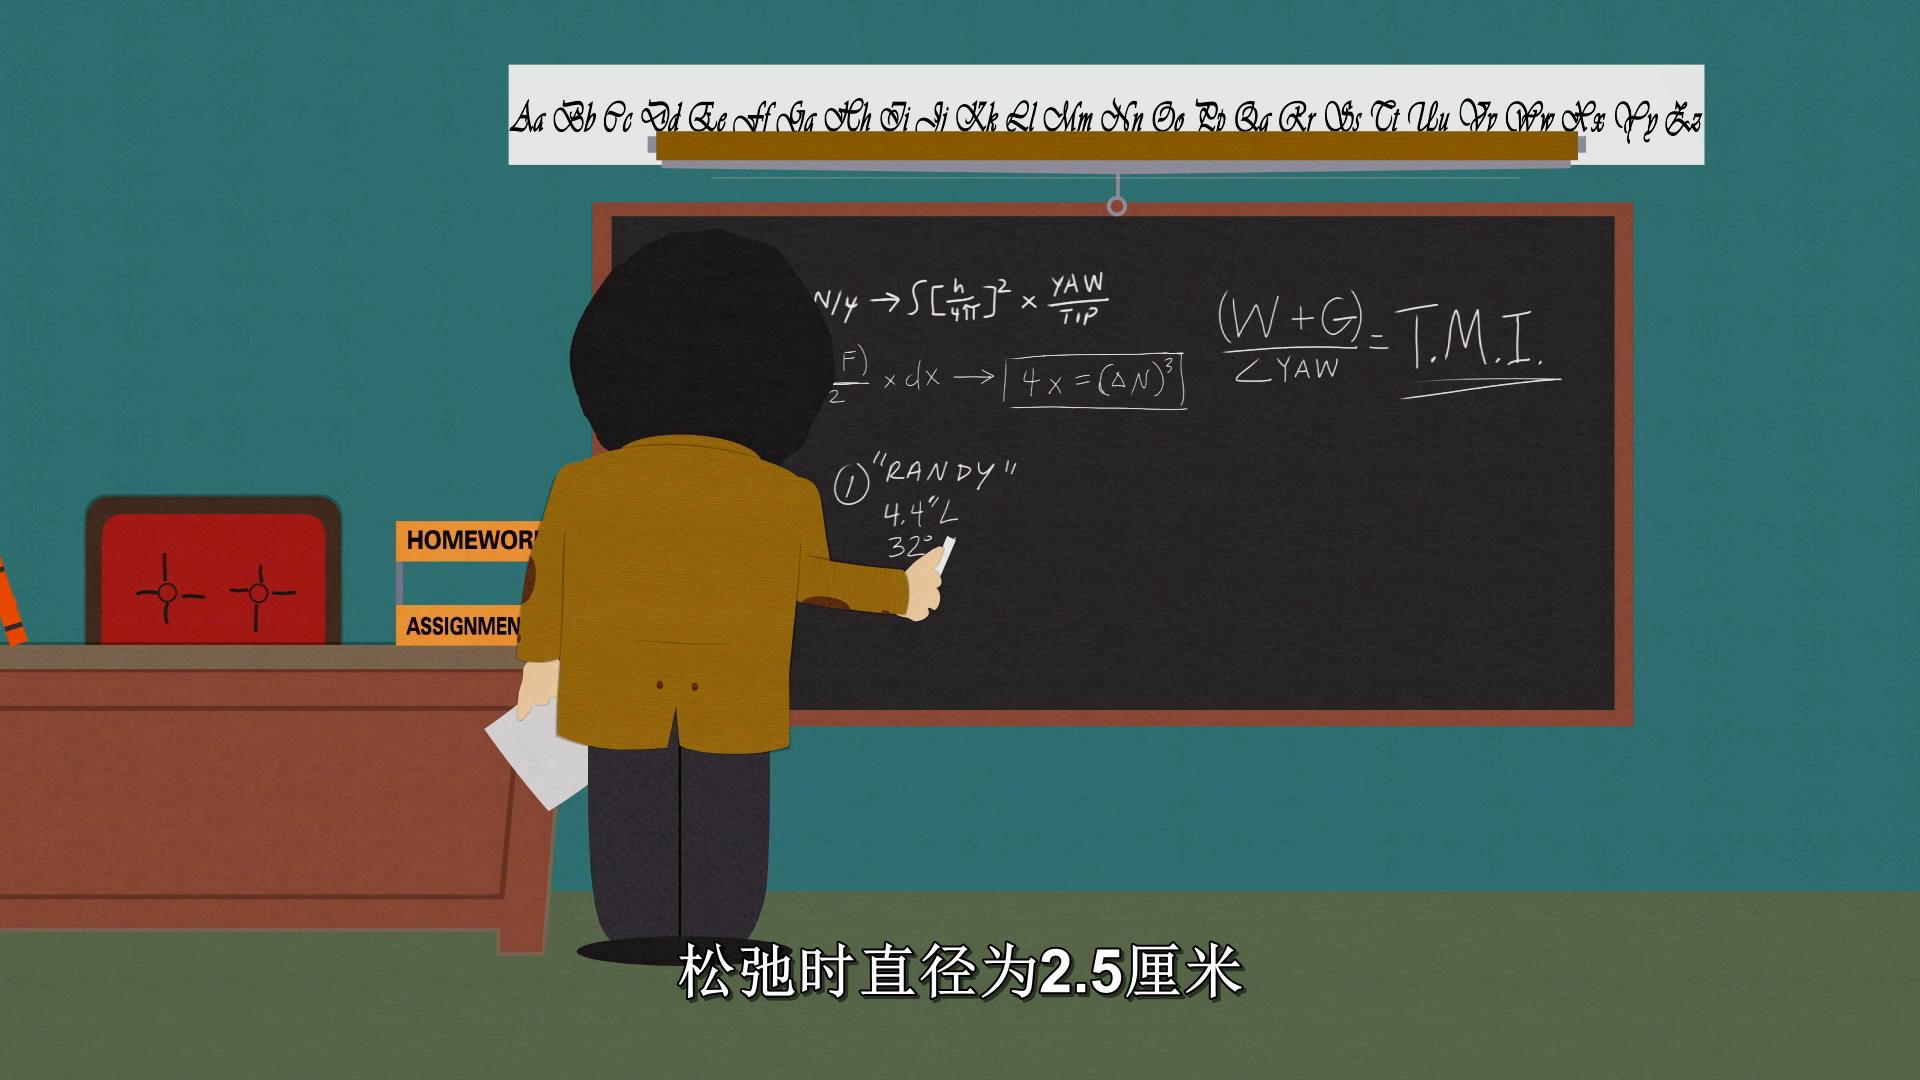 Aa Bb Cc Dd Ee Ff Gg Hh Ii Jj Kk Ll Mm Nn Oo Pp Qq Rr Ss Tt Uu Vv Ww Xx Yy Zz
N/y → ∫[h/4π]² × YAW/TIP
F)/2 × dx → 4x = (ΔN)³
(W + G)/∠YAW = T.M.I.
① "RANDY"
4.4" L
32°
HOMEWOR
ASSIGNMEN
松弛时直径为2.5厘米